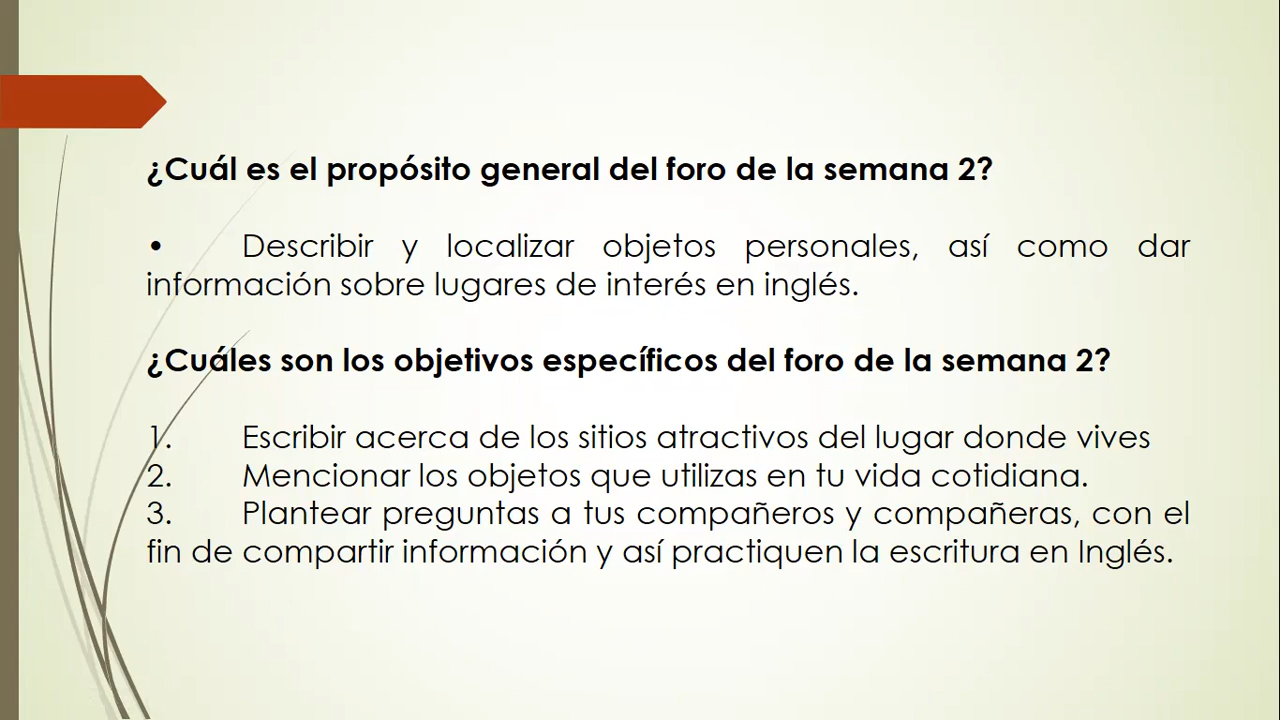 ¿Cuál es el propósito general del foro de la semana 2?
• Describir y localizar objetos personales, así como dar
información sobre lugares de interés en inglés.
¿Cuáles son los objetivos específicos del foro de la semana 2?
1. Escribir acerca de los sitios atractivos del lugar donde vives
2. Mencionar los objetos que utilizas en tu vida cotidiana.
3. Plantear preguntas a tus compañeros y compañeras, con el
fin de compartir información y así practiquen la escritura en Inglés.